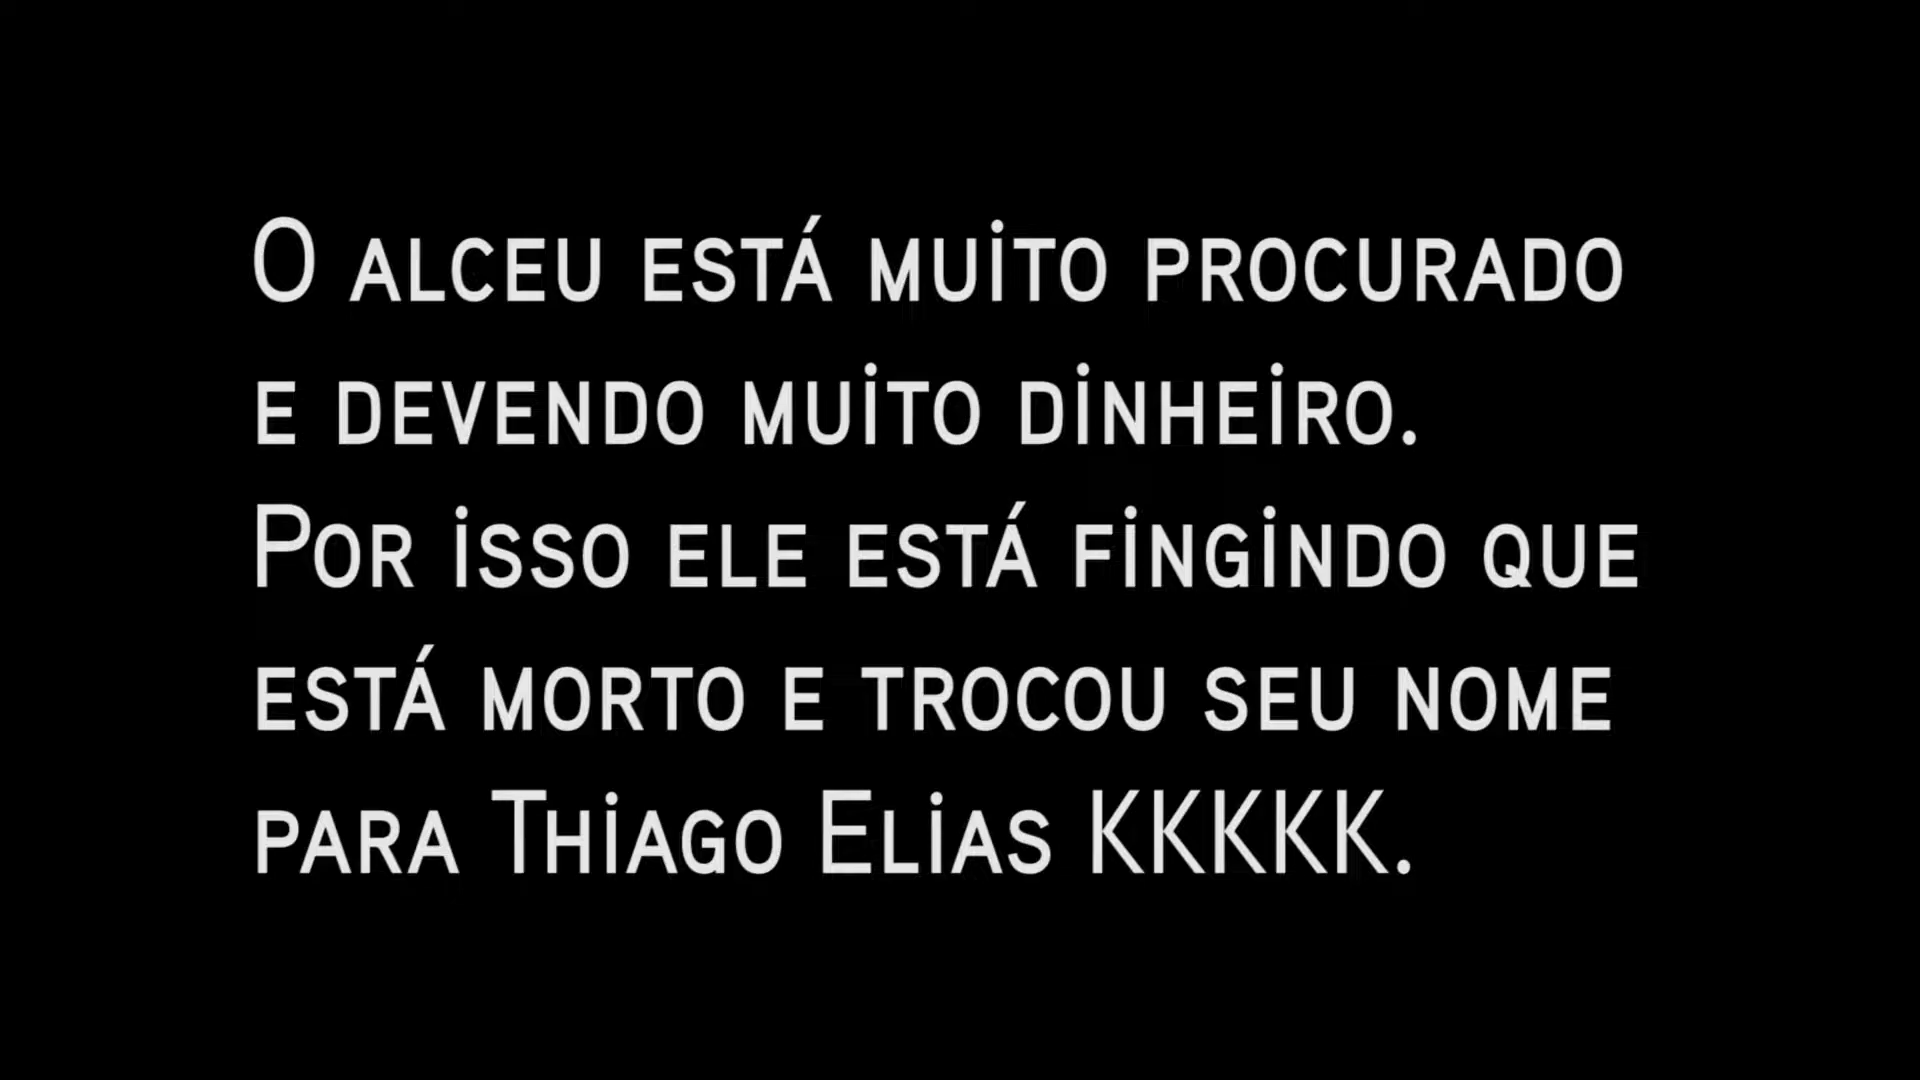 O alceu está muito procurado
e devendo muito dinheiro.
Por isso ele está fingindo que
está morto e trocou seu nome
para Thiago Elias KKKKK.